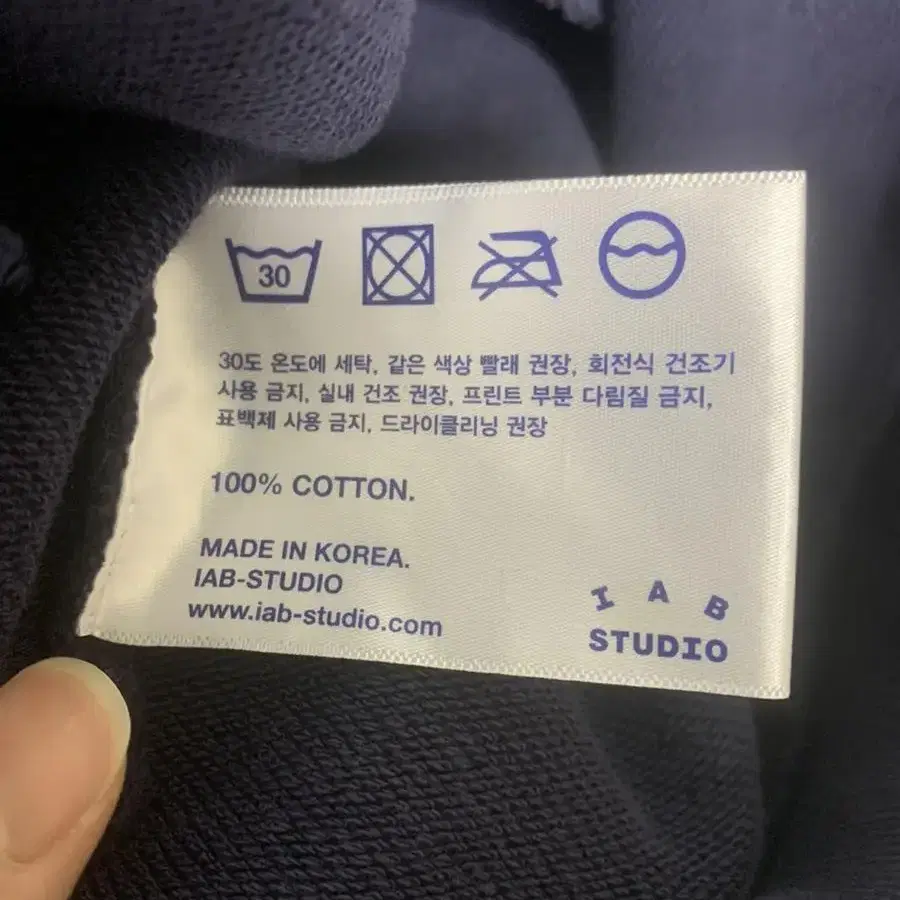 30
30도 온도에 세탁, 같은 색상 빨래 권장, 회전식 건조기
사용 금지, 실내 건조 권장, 프린트 부분 다림질 금지,
표백제 사용 금지, 드라이클리닝 권장
100% COTTON.
MADE IN KOREA.
IAB-STUDIO
www.iab-studio.com
IAB
STUDIO